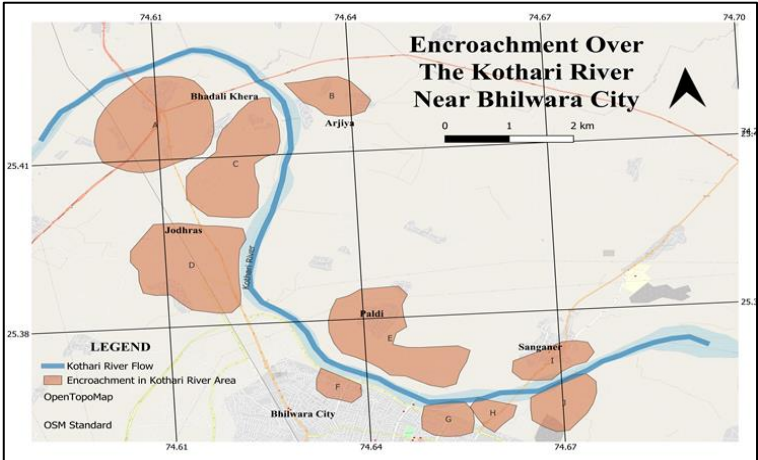 74.61
74.64
74.67
74.70
Encroachment Over
The Kothari River
Near Bhilwara City
Bhadali Khera
B
Arjiya
A
0 1 2 km
C
25.41
Jodhras
D
Kothari River
Paldi
25.38
E
LEGEND
Kothari River Flow
Encroachment in Kothari River Area
OpenTopoMap
OSM Standard
Sanganer
I
F
J
Bhilwara City
G
H
74.61
74.64
74.67